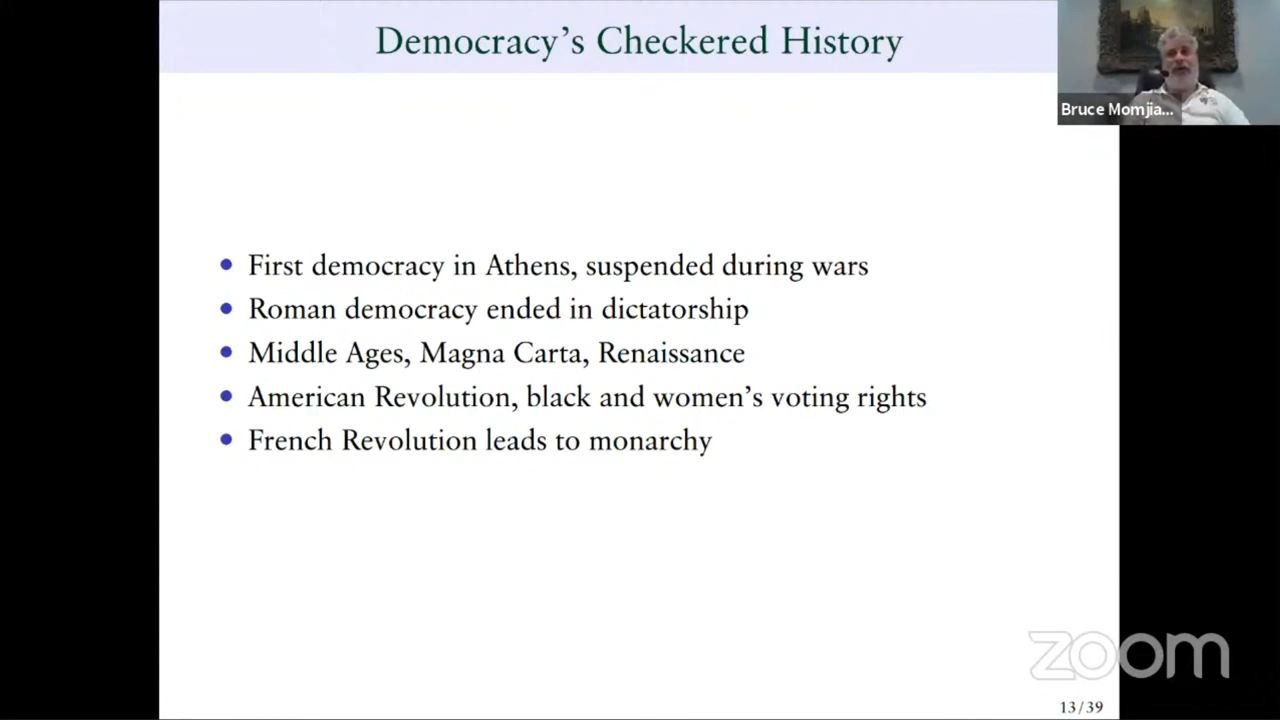 Democracy's Checkered History
Bruce Momjia...
• First democracy in Athens, suspended during wars
• Roman democracy ended in dictatorship
• Middle Ages, Magna Carta, Renaissance
• American Revolution, black and women's voting rights
• French Revolution leads to monarchy
zoom
13/39